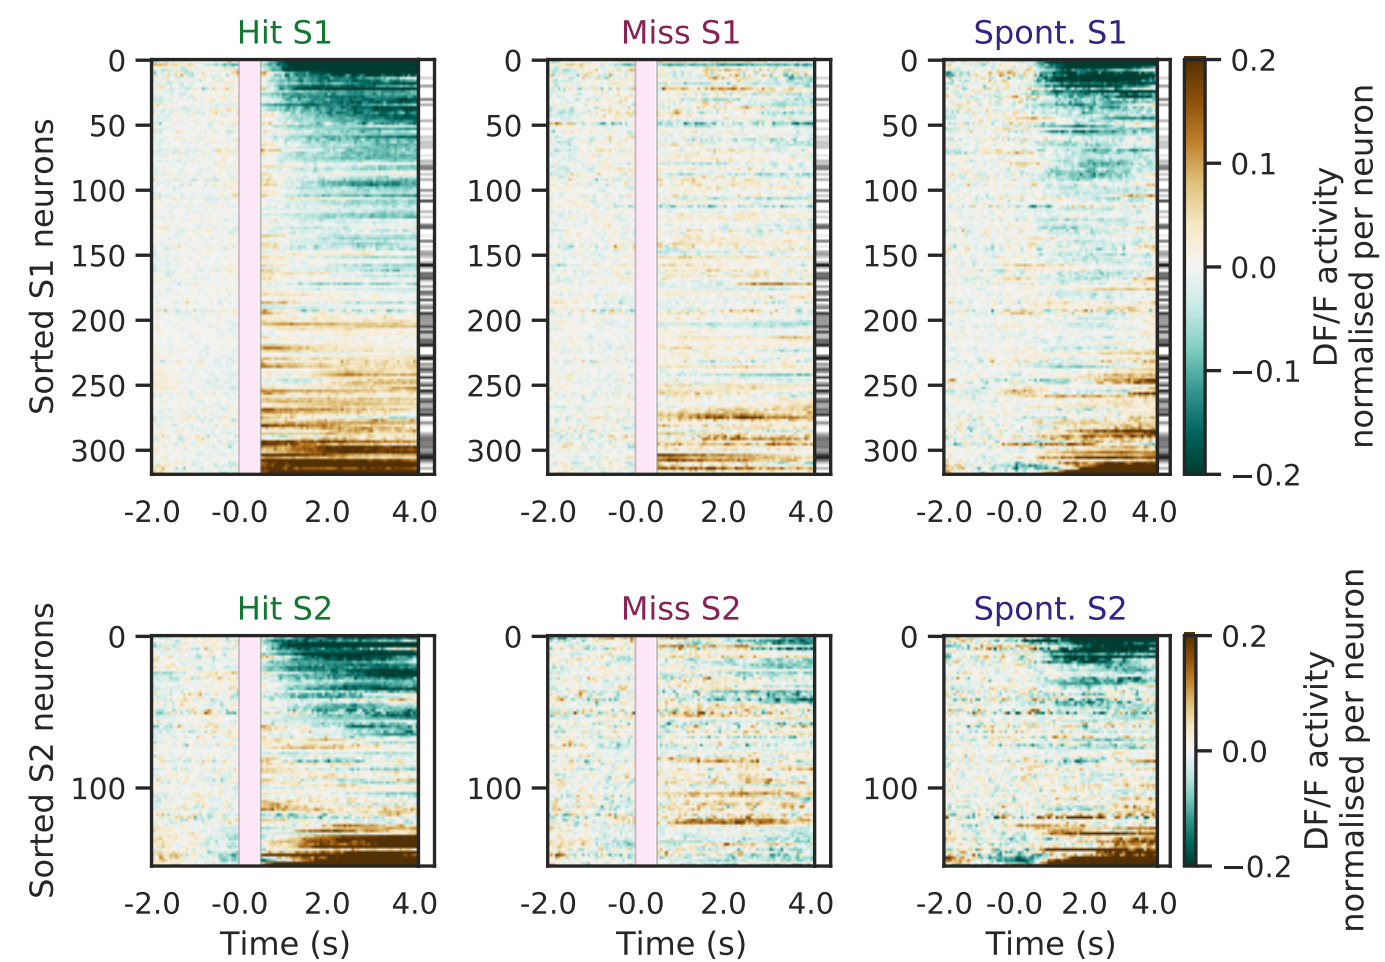 Hit S1
Miss S1
Spont. S1
Sorted S1 neurons
0
50
100
150
200
250
300
-2.0 -0.0 2.0 4.0
0
50
100
150
200
250
300
-2.0 -0.0 2.0 4.0
0
50
100
150
200
250
300
-2.0 -0.0 2.0 4.0
0.2
0.1
0.0
−0.1
−0.2
DF/F activity
normalised per neuron
Hit S2
Miss S2
Spont. S2
Sorted S2 neurons
0
100
-2.0 -0.0 2.0 4.0
Time (s)
0
100
-2.0 -0.0 2.0 4.0
Time (s)
0
100
-2.0 -0.0 2.0 4.0
Time (s)
0.2
0.0
−0.2
DF/F activity
normalised per neuron